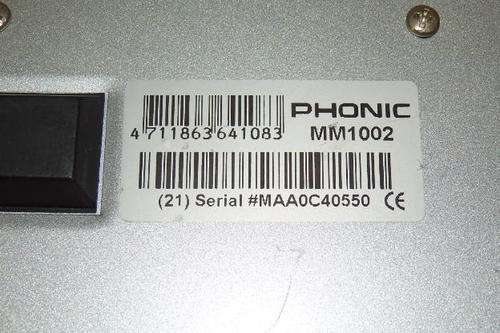 PHONIC
4 711863 641083 MM1002
(21) Serial #MAA0C40550 CE